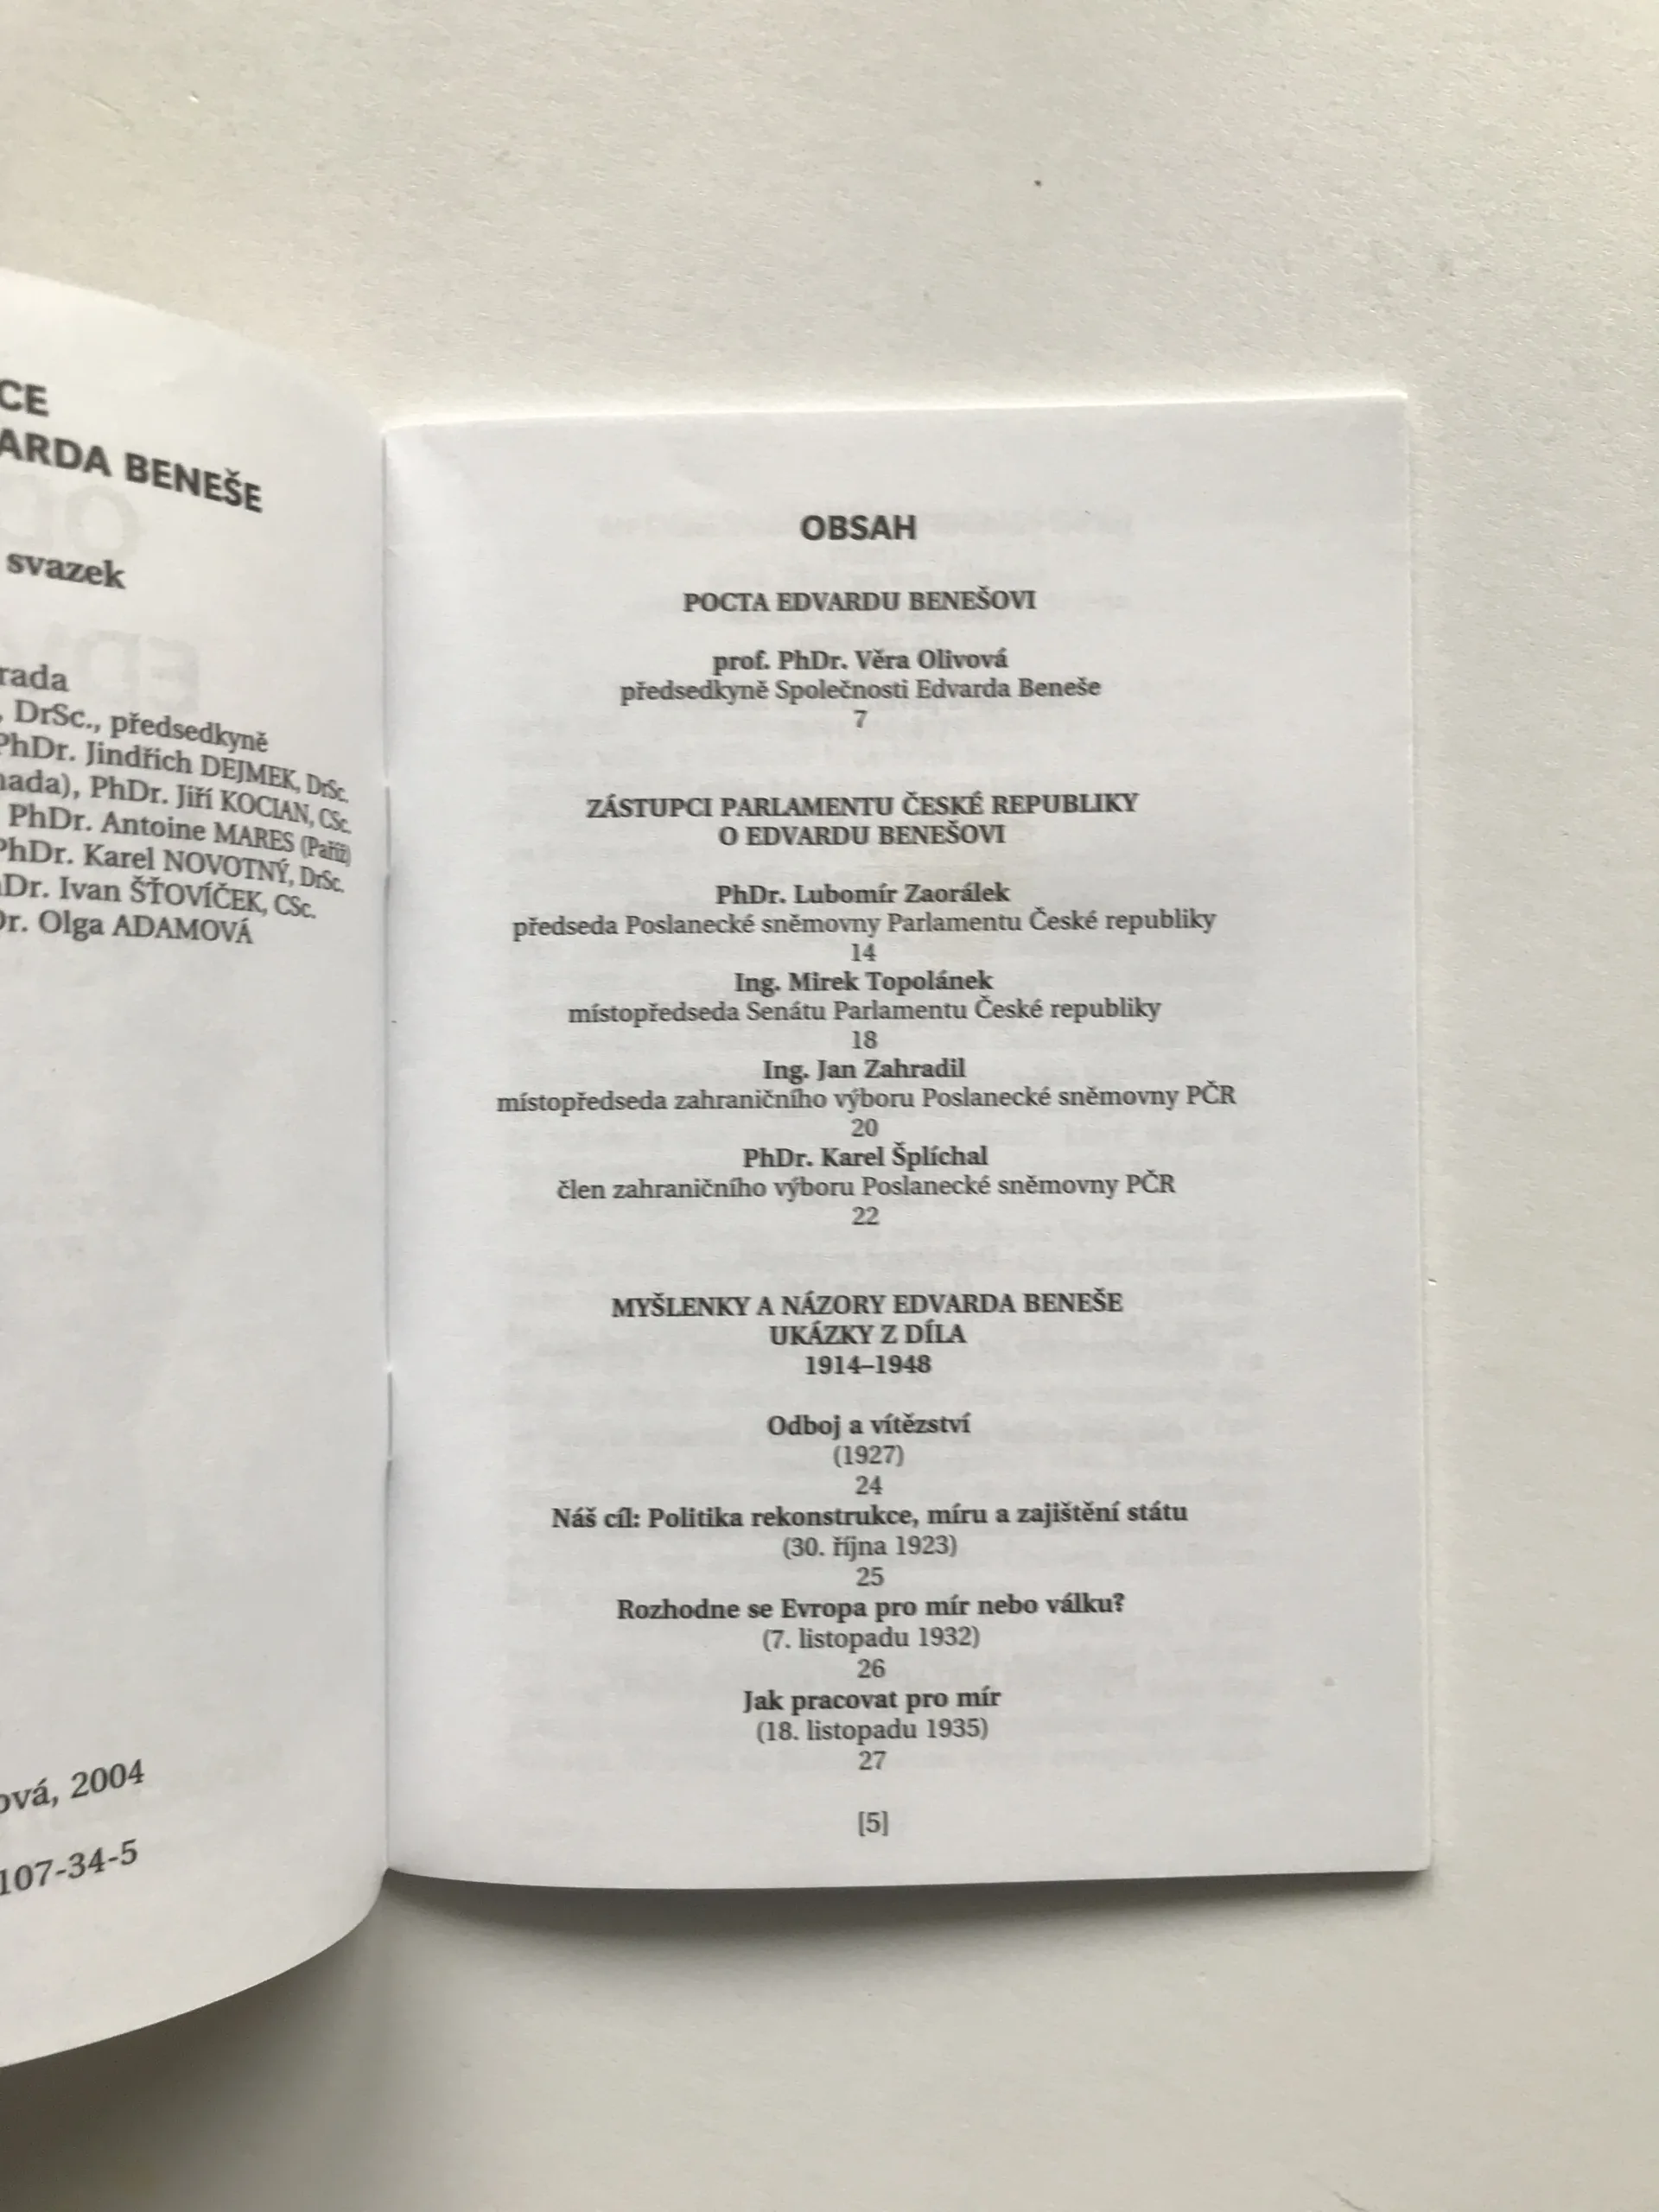 CE
ARDA BENEŠE
svazek
rada
, DrSc., předsedkyně
PhDr. Jindřich DEJMEK, DrSc.
nada), PhDr. Jiří KOCIAN, CSc.
PhDr. Antoine MARES (Paříž)
PhDr. Karel NOVOTNÝ, DrSc.
Dr. Ivan ŠŤOVÍČEK, CSc.
Dr. Olga ADAMOVÁ
ová, 2004
107-34-5
OBSAH
POCTA EDVARDU BENEŠOVI
prof. PhDr. Věra Olivová
předsedkyně Společnosti Edvarda Beneše
7
ZÁSTUPCI PARLAMENTU ČESKÉ REPUBLIKY
O EDVARDU BENEŠOVI
PhDr. Lubomír Zaorálek
předseda Poslanecké sněmovny Parlamentu České republiky
14
Ing. Mirek Topolánek
místopředseda Senátu Parlamentu České republiky
18
Ing. Jan Zahradil
místopředseda zahraničního výboru Poslanecké sněmovny PČR
20
PhDr. Karel Šplíchal
člen zahraničního výboru Poslanecké sněmovny PČR
22
MYŠLENKY A NÁZORY EDVARDA BENEŠE
UKÁZKY Z DÍLA
1914–1948
Odboj a vítězství
(1927)
24
Náš cíl: Politika rekonstrukce, míru a zajištění státu
(30. října 1923)
25
Rozhodne se Evropa pro mír nebo válku?
(7. listopadu 1932)
26
Jak pracovat pro mír
(18. listopadu 1935)
27
[5]